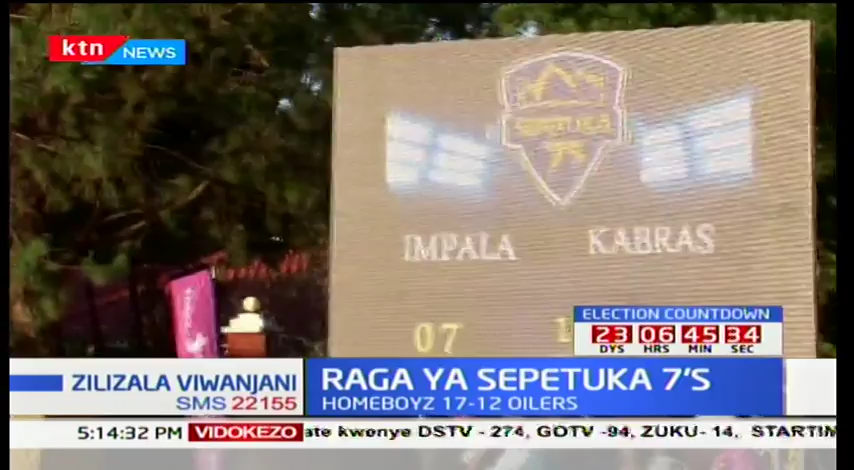 ktn NEWS
SEPETUKA
7's
IMPALA KABRAS
07
ELECTION COUNTDOWN
23 06 45 34
DYS HRS MIN SEC
ZILIZALA VIWANJANI
SMS 22155
RAGA YA SEPETUKA 7'S
HOMEBOYZ 17-12 OILERS
5:14:32 PM VIDOKEZO ate kwenye DSTV - 274, GOTV -94, ZUKU- 14, STARTIM